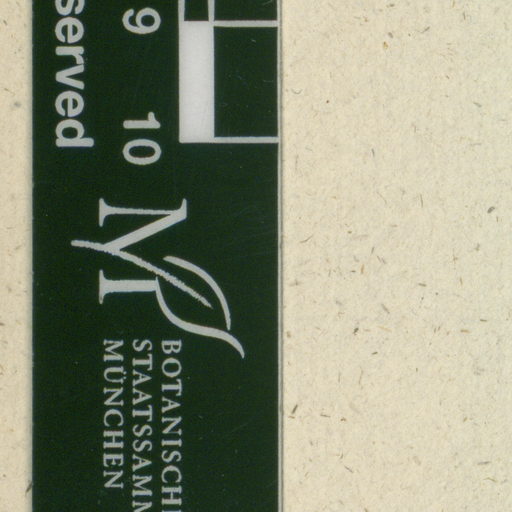 served
9 10
M
BOTANISCHE
STAATSSAMM
MÜNCHEN